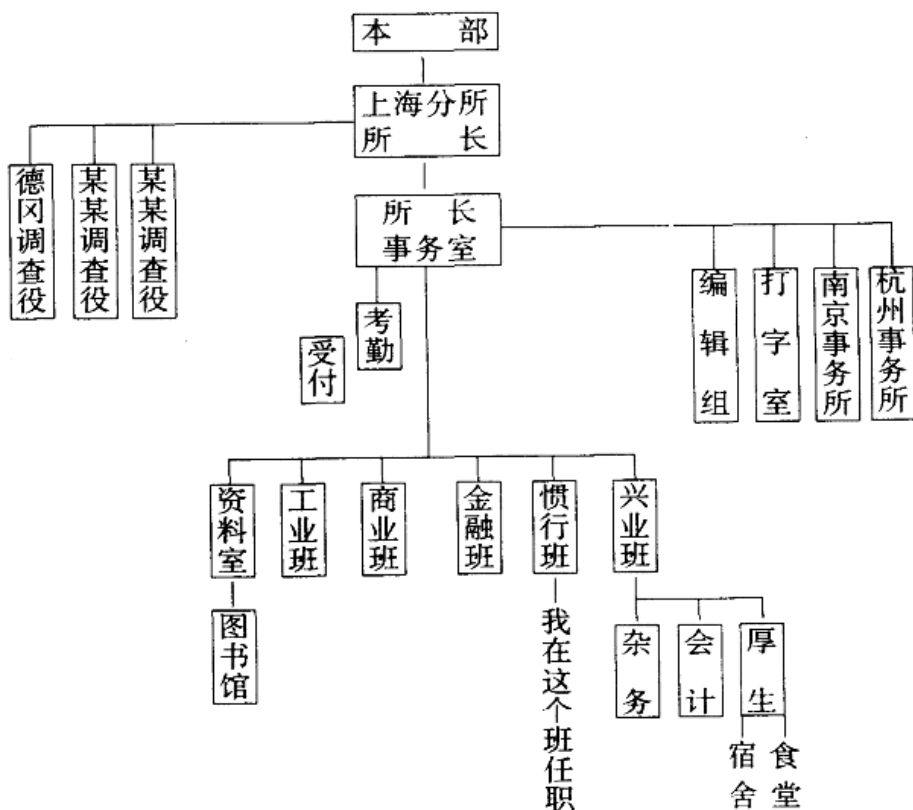 本部
上海分所
所长
德冈调查役
某某调查役
某某调查役
所长
事务室
编辑组
打字室
南京事务所
杭州事务所
考勤
受付
资料室
工业班
商业班
金融班
惯行班
兴业班
图书馆
我在这个班任职
杂务
会计
厚生
宿舍
食堂